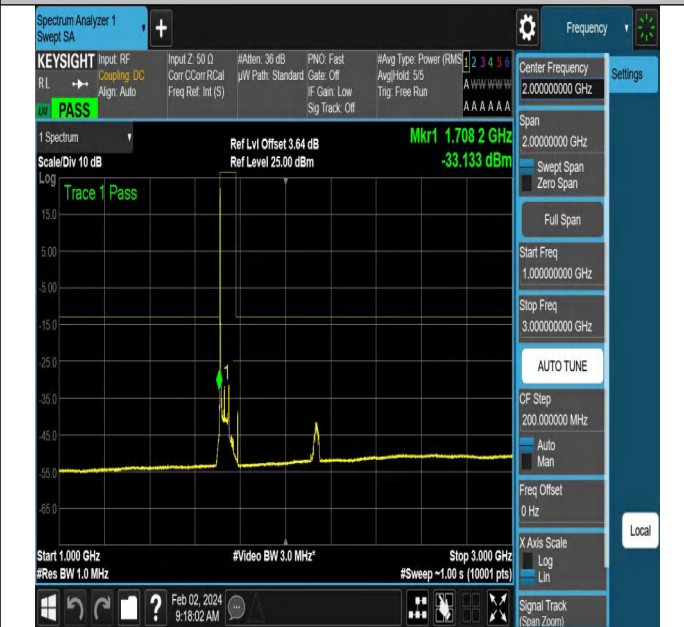 Spectrum Analyzer 1
Swept SA
Frequency
KEYSIGHT
RL
PASS
Input: RF
Coupling: DC
Align: Auto
Input Z: 50 Ω
Corr CCorr RCal
Freq Ref: Int (S)
#Atten: 36 dB
µW Path: Standard
PNO: Fast
Gate: Off
IF Gain: Low
Sig Track: Off
#Avg Type: Power (RMS
Avg|Hold: 5/5
Trig: Free Run
1 2 3 4 5 6
A W W W W W
A A A A A A
1 Spectrum
Scale/Div 10 dB
Ref Lvl Offset 3.64 dB
Ref Level 25.00 dBm
Mkr1 1.708 2 GHz
-33.133 dBm
Log
Trace 1 Pass
15.0
5.00
-5.00
-15.0
-25.0
-35.0
-45.0
-55.0
-65.0
1
Start 1.000 GHz
#Res BW 1.0 MHz
#Video BW 3.0 MHz*
Stop 3.000 GHz
#Sweep ~1.00 s (10001 pts)
Feb 02, 2024
9:18:02 AM
Center Frequency
2.000000000 GHz
Settings
Span
2.00000000 GHz
Swept Span
Zero Span
Full Span
Start Freq
1.000000000 GHz
Stop Freq
3.000000000 GHz
AUTO TUNE
CF Step
200.000000 MHz
Auto
Man
Freq Offset
0 Hz
Local
X Axis Scale
Log
Lin
Signal Track
(Span Zoom)